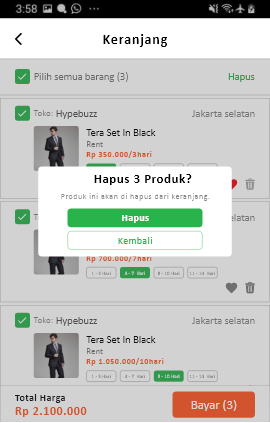 3:58
Keranjang
Pilih semua barang (3)
Hapus
Toko: Hypebuzz
Jakarta selatan
Tera Set In Black
Rent
Rp 350.000/3hari
Hapus 3 Produk?
Produk ini akan di hapus dari keranjang.
Hapus
Kembali
Rp 700.000/7hari
1 - 3 Hari
4 - 7 Hari
8 - 10 Hari
11 - 14 Hari
Toko: Hypebuzz
Jakarta selatan
Tera Set In Black
Rent
Rp 1.050.000/10hari
1 - 3 Hari
4 - 7 Hari
8 - 10 Hari
11 - 14 Hari
Total Harga
Rp 2.100.000
Bayar (3)